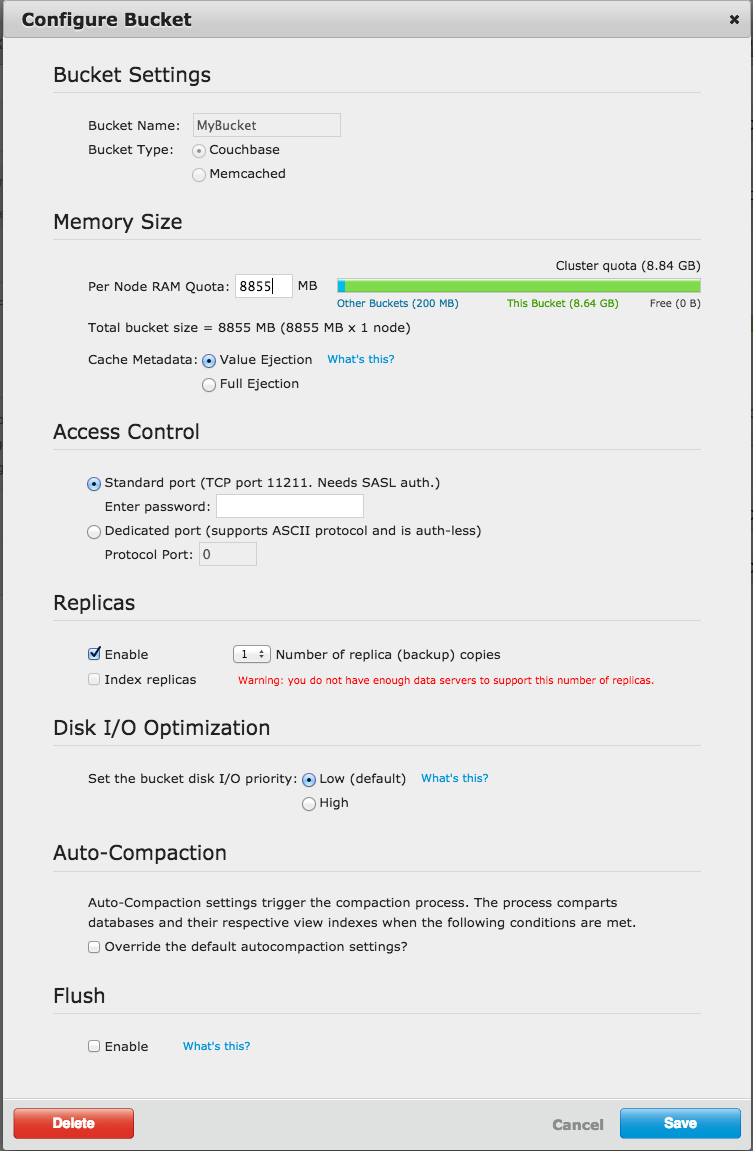 Configure Bucket
Bucket Settings
Bucket Name: MyBucket
Bucket Type: Couchbase
Memcached
Memory Size
Cluster quota (8.84 GB)
Per Node RAM Quota: 8855 MB
Other Buckets (200 MB) This Bucket (8.64 GB) Free (0 B)
Total bucket size = 8855 MB (8855 MB x 1 node)
Cache Metadata: Value Ejection What's this?
Full Ejection
Access Control
Standard port (TCP port 11211. Needs SASL auth.)
Enter password:
Dedicated port (supports ASCII protocol and is auth-less)
Protocol Port: 0
Replicas
Enable 1 Number of replica (backup) copies
Index replicas Warning: you do not have enough data servers to support this number of replicas.
Disk I/O Optimization
Set the bucket disk I/O priority: Low (default) What's this?
High
Auto-Compaction
Auto-Compaction settings trigger the compaction process. The process comparts
databases and their respective view indexes when the following conditions are met.
Override the default autocompaction settings?
Flush
Enable What's this?
Delete Cancel Save